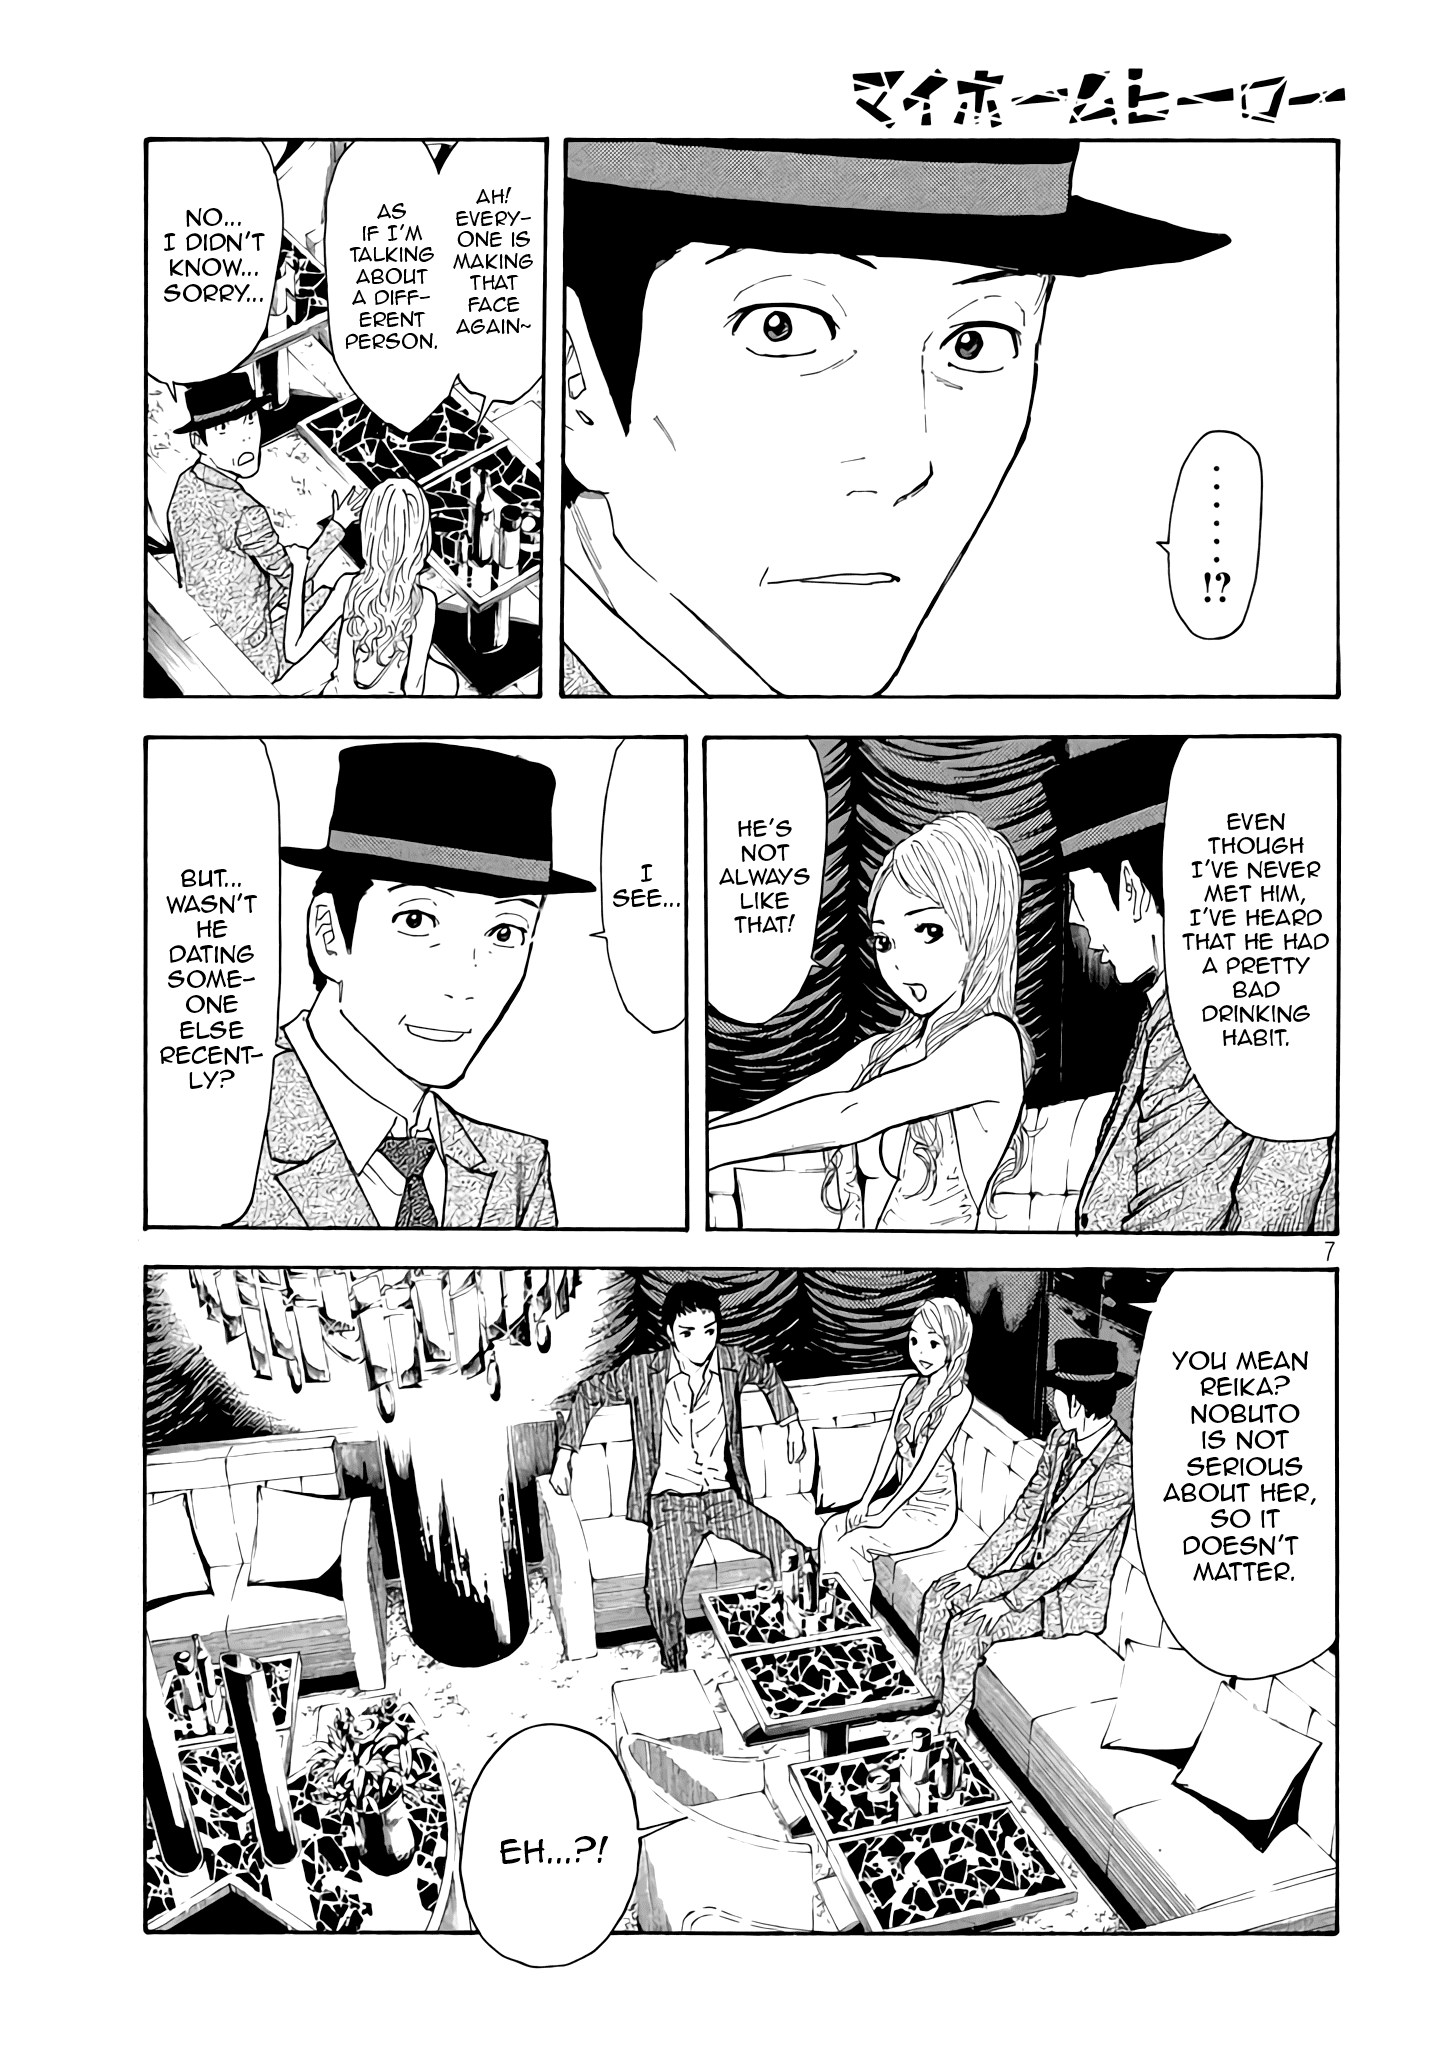 マイホームヒーロー
.......!?
AH!
EVERY-
ONE IS
MAKING
THAT
FACE
AGAIN~
AS
IF I'M
TALKING
ABOUT
A DIFF-
ERENT
PERSON.
NO...
I DIDN'T
KNOW...
SORRY...
EVEN
THOUGH
I'VE NEVER
MET HIM,
I'VE HEARD
THAT HE HAD
A PRETTY
BAD
DRINKING
HABIT.
HE'S
NOT
ALWAYS
LIKE
THAT!
I
SEE...
BUT...
WASN'T
HE
DATING
SOME-
ONE
ELSE
RECENT-
LY?
7
YOU MEAN
REIKA?
NOBUTO
IS NOT
SERIOUS
ABOUT HER,
SO IT
DOESN'T
MATTER.
EH...?!